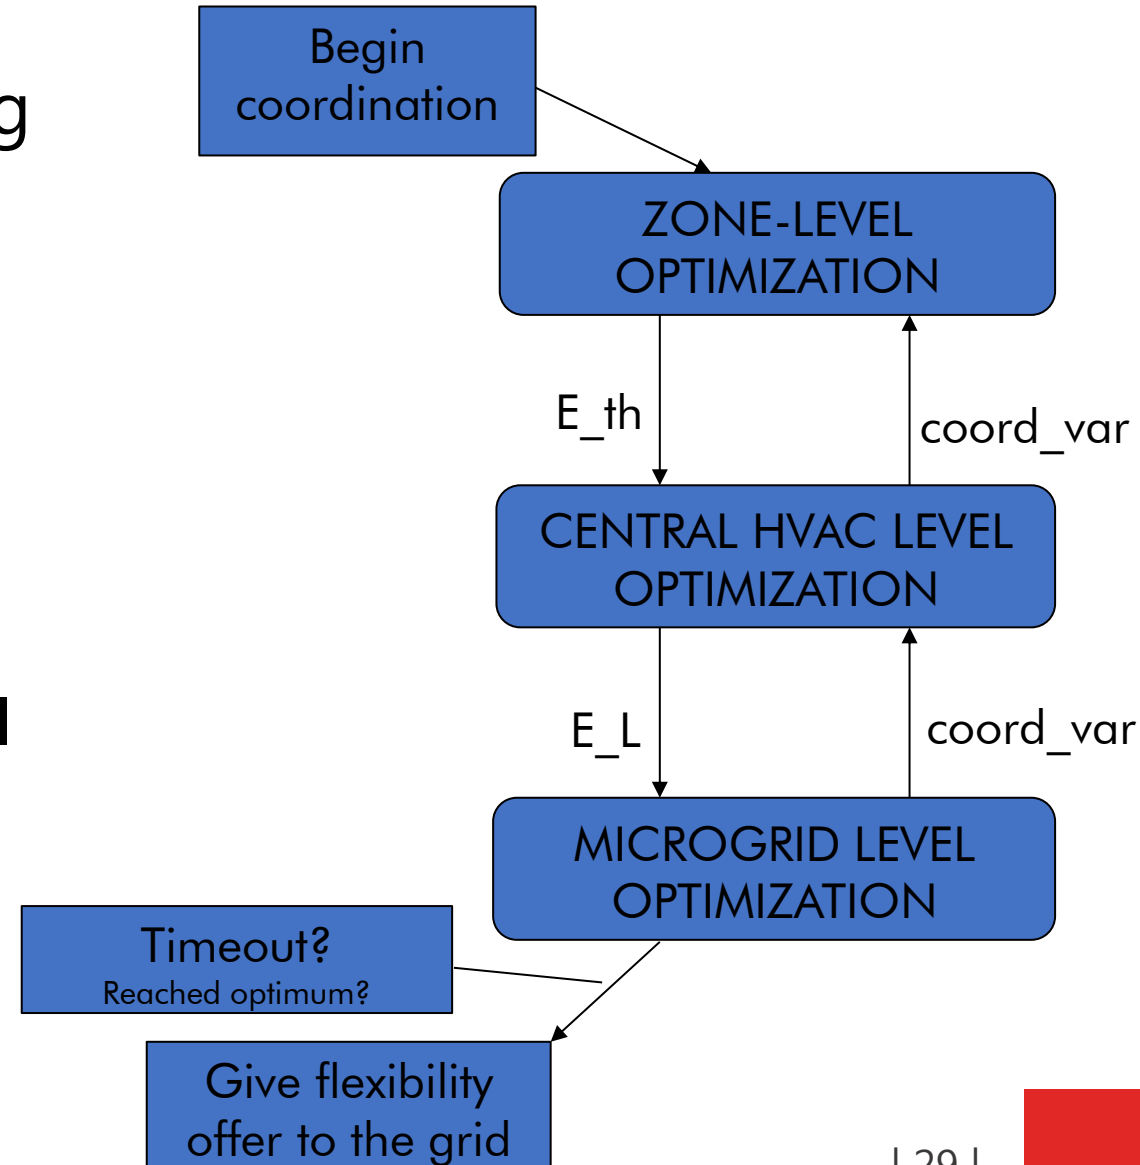 Begin
coordination
g
ZONE-LEVEL
OPTIMIZATION
E_th
coord_var
CENTRAL HVAC LEVEL
OPTIMIZATION
E_L
coord_var
MICROGRID LEVEL
OPTIMIZATION
Timeout?
Reached optimum?
Give flexibility
offer to the grid
| 29 |